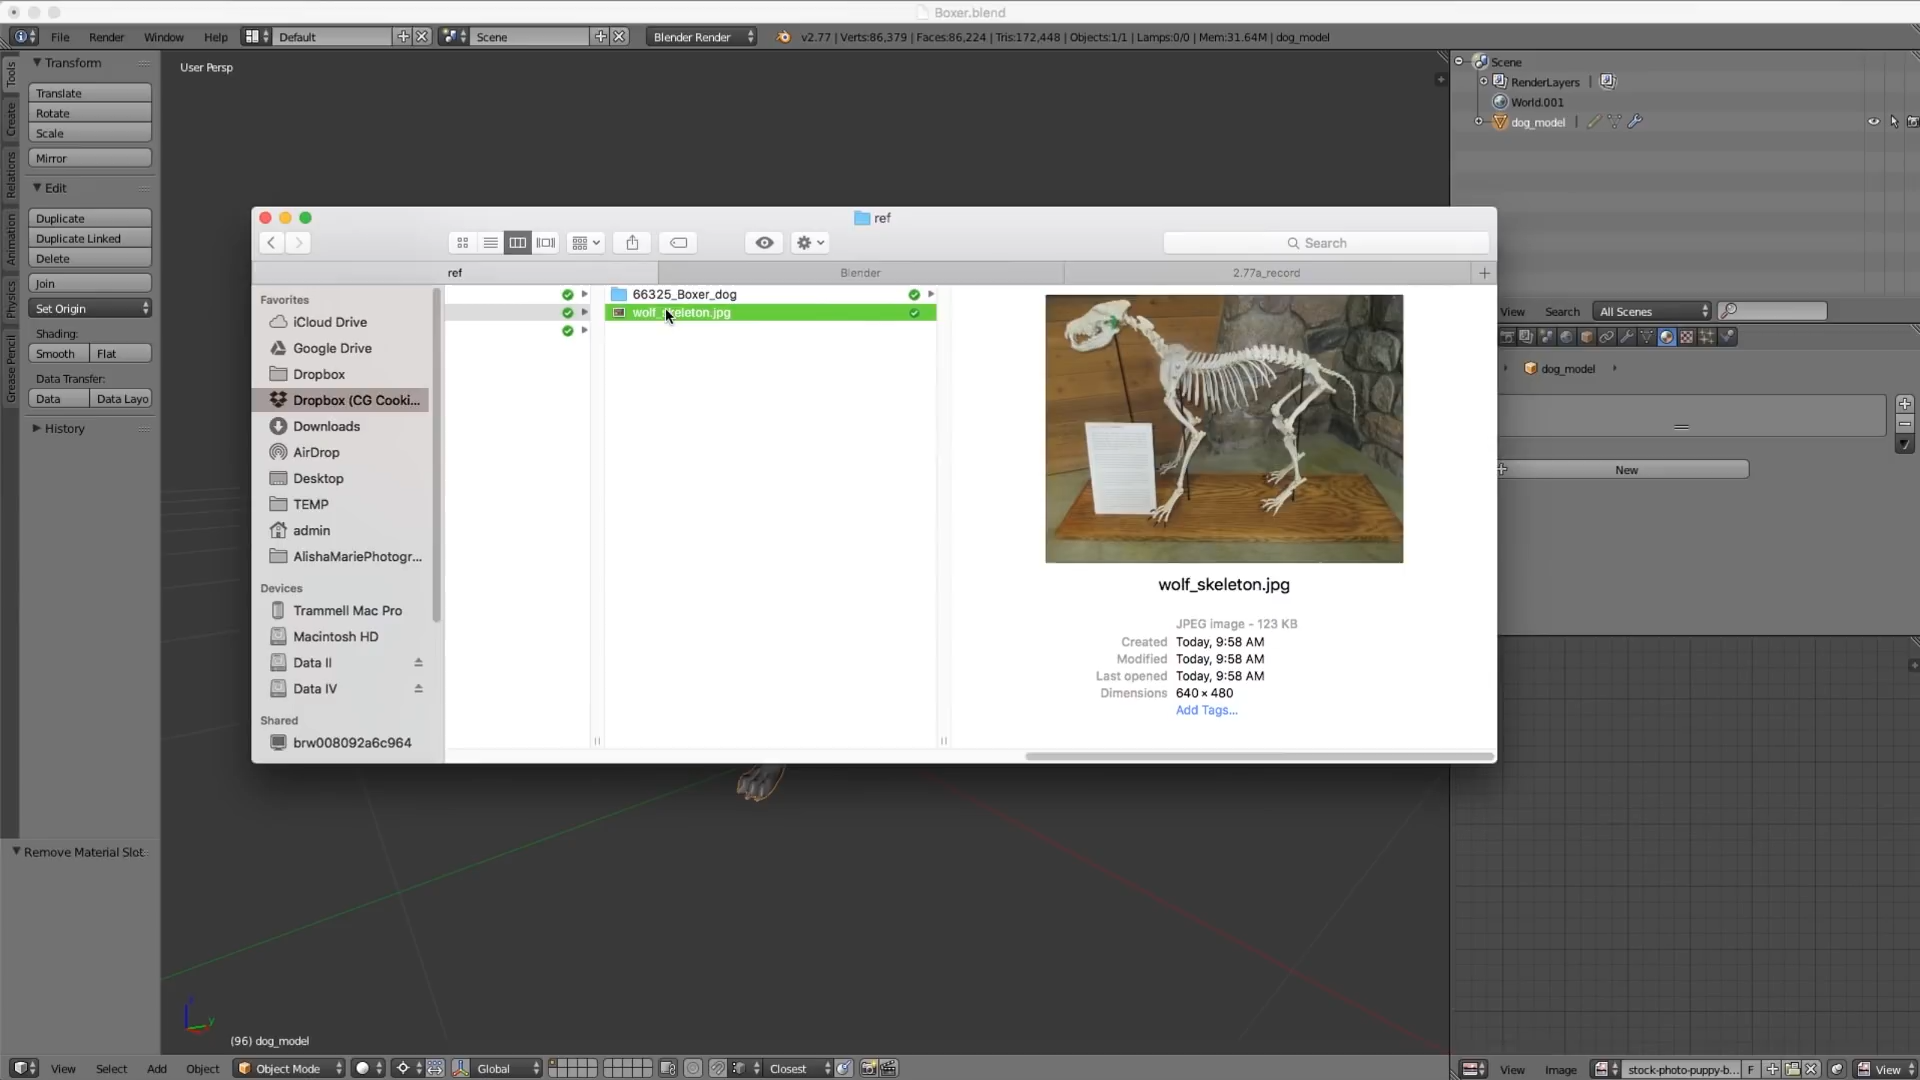 Boxer.blend
File Render Window Help Default Scene Blender Render v2.77 | Verts:86,379 | Faces:86,224 | Tris:172,448 | Objects:1/1 | Lamps:0/0 | Mem:31.64M | dog_model
Tools
Create
Relations
Animation
Physics
Grease Pencil
Transform
Translate
Rotate
Scale
Mirror
Edit
Duplicate
Duplicate Linked
Delete
Join
Set Origin
Shading:
Smooth Flat
Data Transfer:
Data Data Layo
History
Remove Material Slot
User Persp
ref
Search
ref Blender 2.77a_record
Favorites
iCloud Drive
Google Drive
Dropbox
Dropbox (CG Cooki...
Downloads
AirDrop
Desktop
TEMP
admin
AlishaMariePhotogr...
Devices
Trammell Mac Pro
Macintosh HD
Data II
Data IV
Shared
brw008092a6c964
66325_Boxer_dog
wolf_skeleton.jpg
wolf_skeleton.jpg
JPEG image - 123 KB
Created Today, 9:58 AM
Modified Today, 9:58 AM
Last opened Today, 9:58 AM
Dimensions 640 × 480
Add Tags...
Scene
RenderLayers
World.001
dog_model
View Search All Scenes
dog_model
New
z
y
(96) dog_model
View Select Add Object Object Mode Global Closest
View Image stock-photo-puppy-b... F View